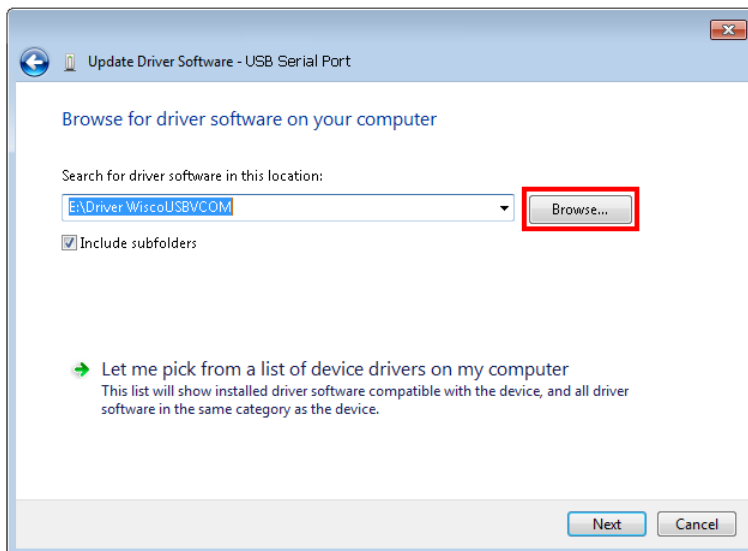 Update Driver Software - USB Serial Port
Browse for driver software on your computer
Search for driver software in this location:
E:\Driver WiscoUSBVCOM
Browse...
Include subfolders
Let me pick from a list of device drivers on my computer
This list will show installed driver software compatible with the device, and all driver
software in the same category as the device.
Next
Cancel